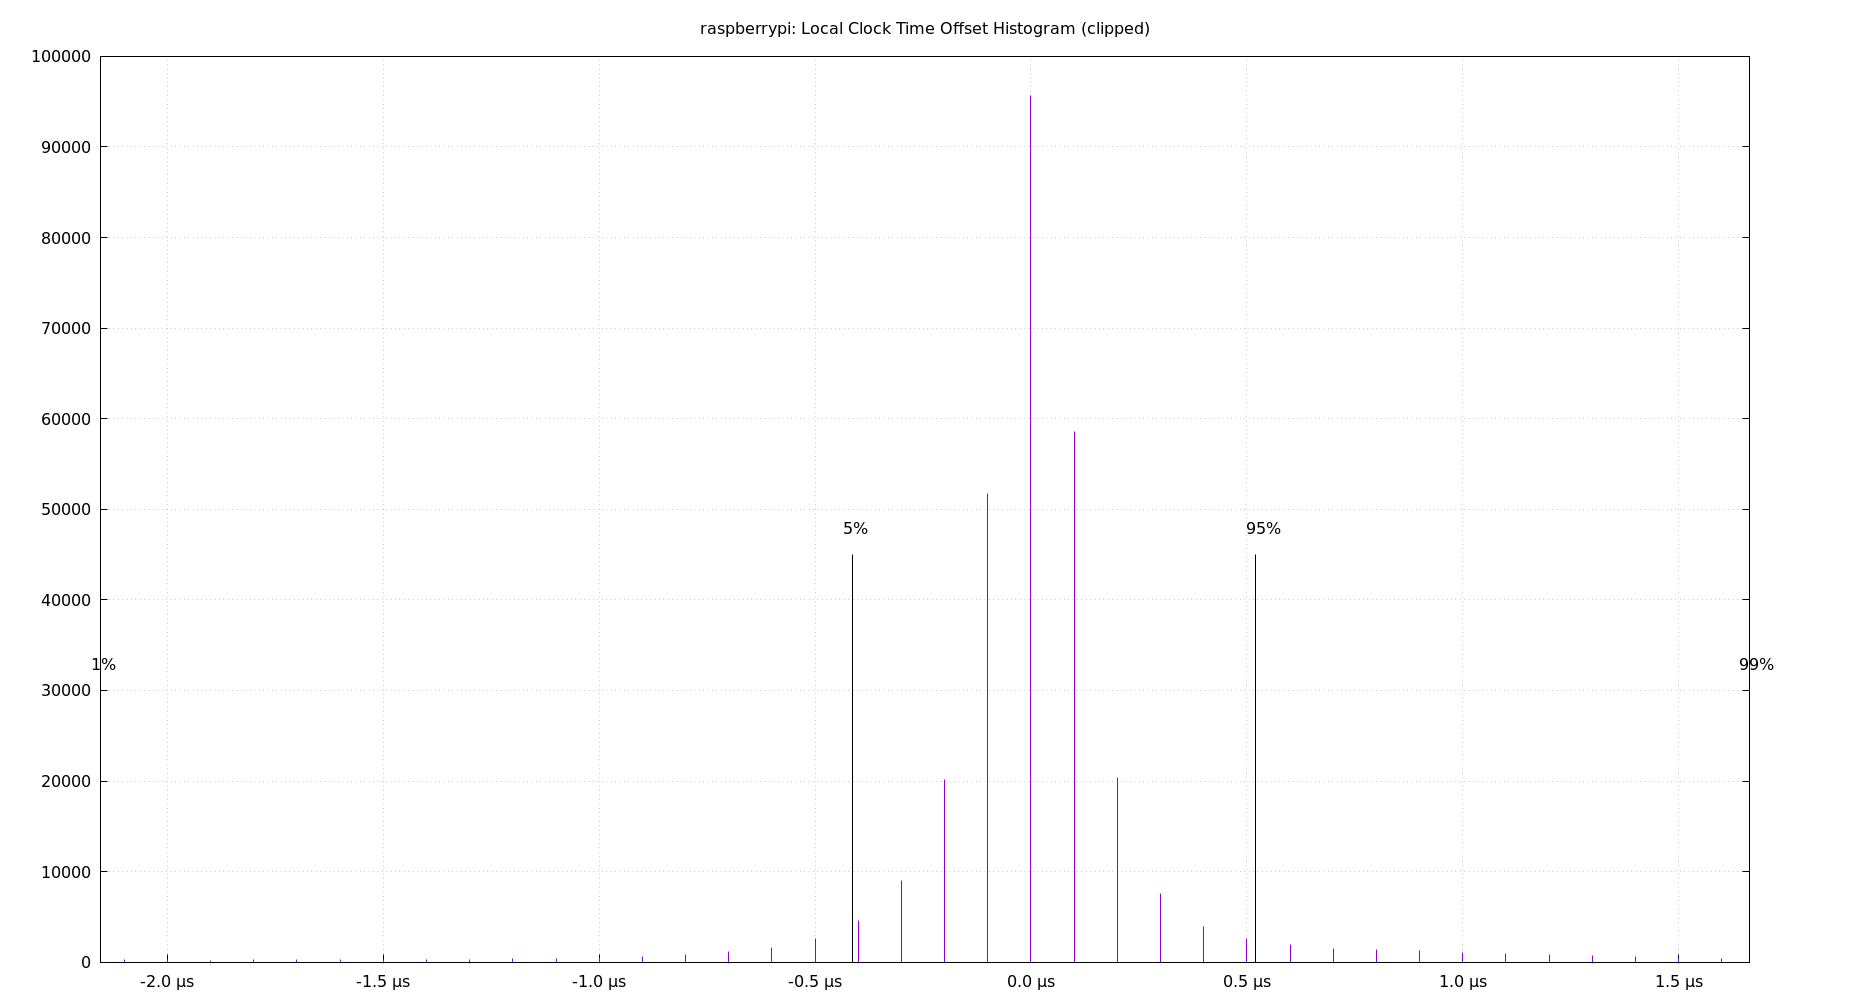 raspberrypi: Local Clock Time Offset Histogram (clipped)
100000
90000
80000
70000
60000
50000
5%
95%
40000
1%
99%
30000
20000
10000
0
-2.0 µs
-1.5 µs
-1.0 µs
-0.5 µs
0.0 µs
0.5 µs
1.0 µs
1.5 µs